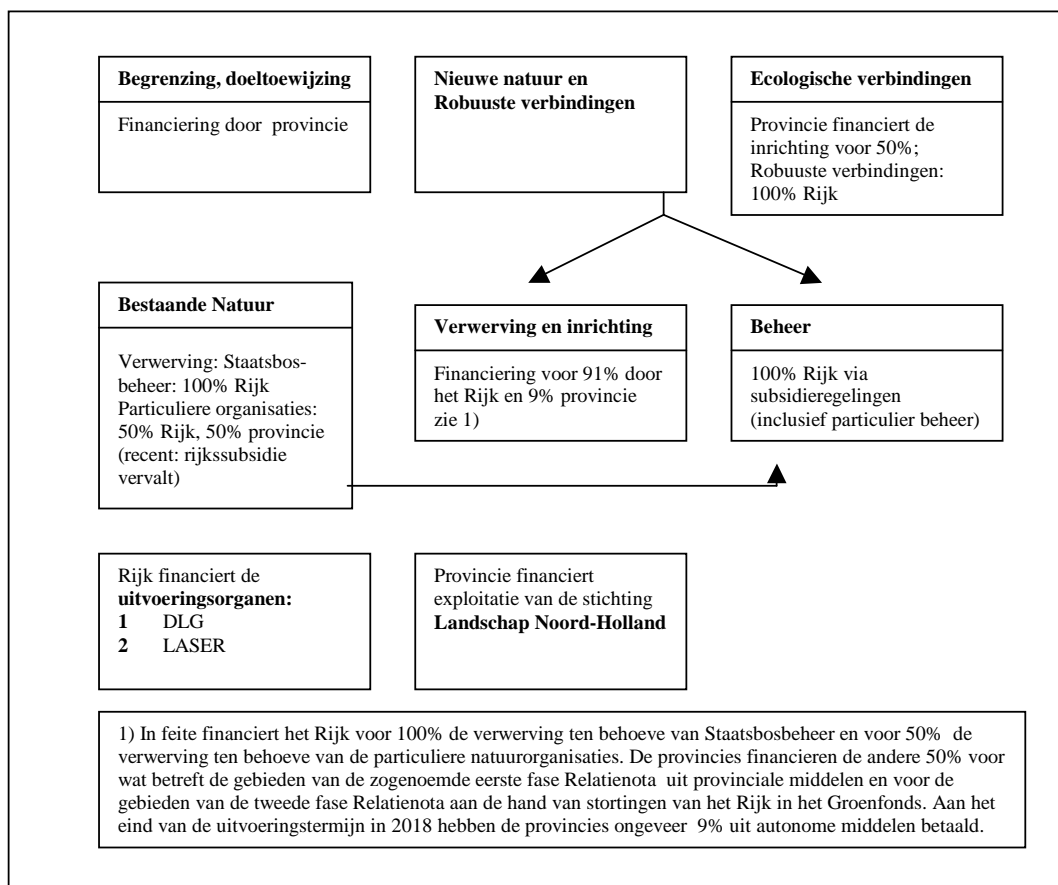 Begrenzing, doeltoewijzing
Financiering door  provincie
Nieuwe natuur en
Robuuste verbindingen
Ecologische verbindingen
Provincie financiert de
inrichting voor 50%;
Robuuste verbindingen:
100% Rijk
Bestaande Natuur
Verwerving: Staatsbos-
beheer: 100% Rijk
Particuliere organisaties:
50% Rijk, 50% provincie
(recent: rijkssubsidie
vervalt)
Verwerving en inrichting
Financiering voor 91% door
het Rijk en 9% provincie
zie 1)
Beheer
100% Rijk via
subsidieregelingen
(inclusief particulier beheer)
Rijk financiert de
uitvoeringsorganen:
1 DLG
2 LASER
Provincie financiert
exploitatie van de stichting
Landschap Noord-Holland
1) In feite financiert het Rijk voor 100% de verwerving ten behoeve van Staatsbosbeheer en voor 50%  de
verwerving ten behoeve van de particuliere natuurorganisaties. De provincies financieren de andere 50% voor
wat betreft de gebieden van de zogenoemde eerste fase Relatienota  uit provinciale middelen en voor de
gebieden van de tweede fase Relatienota aan de hand van stortingen van het Rijk in het Groenfonds. Aan het
eind van de uitvoeringstermijn in 2018 hebben de provincies ongeveer  9% uit autonome middelen betaald.